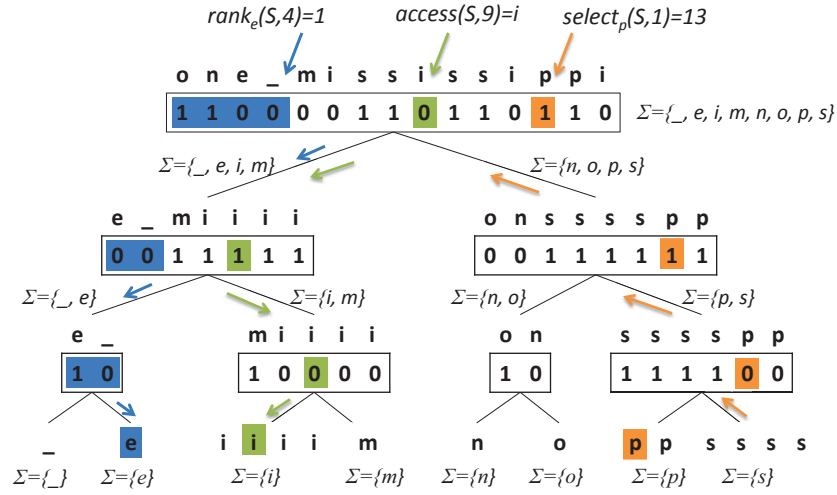 rank_e(S,4)=1 access(S,9)=i select_p(S,1)=13
o n e _ m i s s i s s i p p i
1 1 0 0 0 0 1 1 0 1 1 0 1 1 0
Σ={_, e, i, m, n, o, p, s}
Σ={_, e, i, m} Σ={n, o, p, s}
e _ m i i i i o n s s s s p p
0 0 1 1 1 1 1 0 0 1 1 1 1 1 1
Σ={_, e} Σ={i, m} Σ={n, o} Σ={p, s}
e _ m i i i i o n s s s s p p
1 0 1 0 0 0 0 1 0 1 1 1 1 0 0
_ e i i i i m n o p p s s s s
Σ={_} Σ={e} Σ={i} Σ={m} Σ={n} Σ={o} Σ={p} Σ={s}